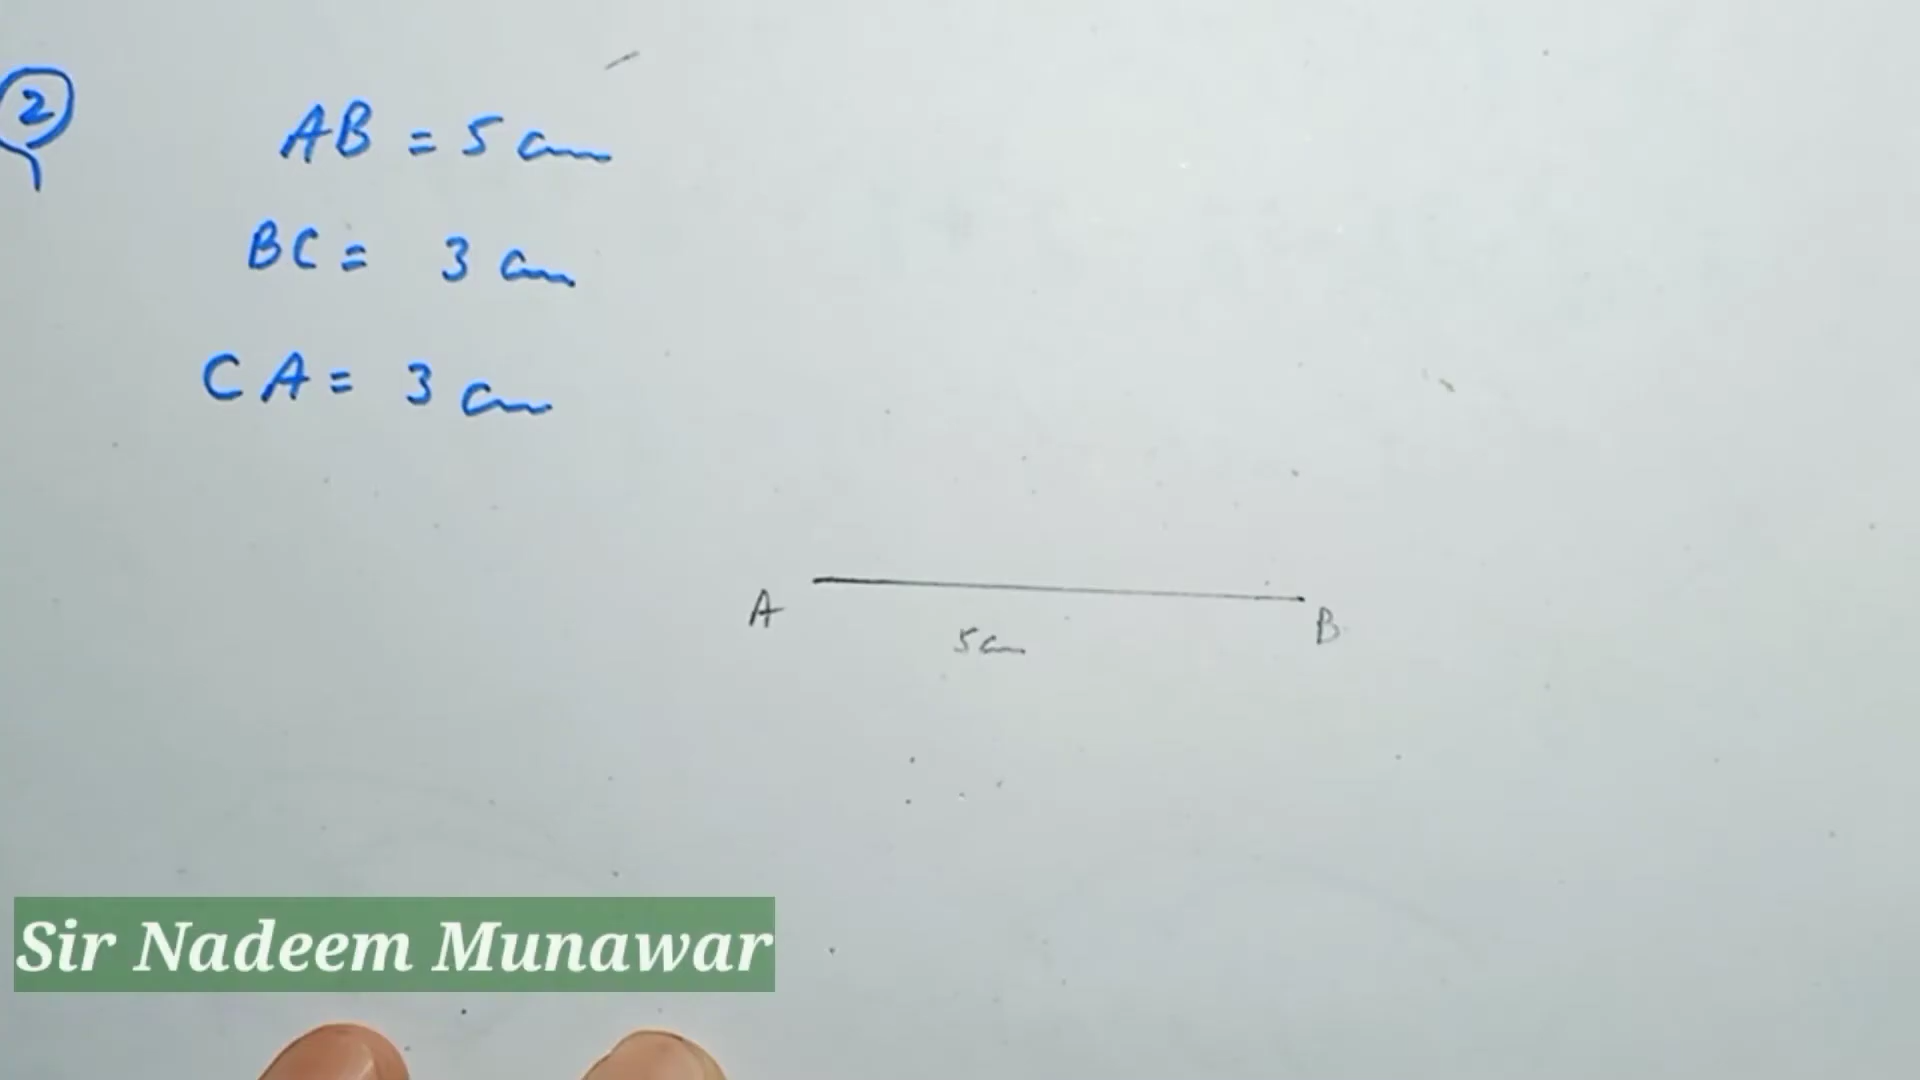 2
AB = 5 cm
BC = 3 cm
CA = 3 cm
A
B
5cm
Sir Nadeem Munawar